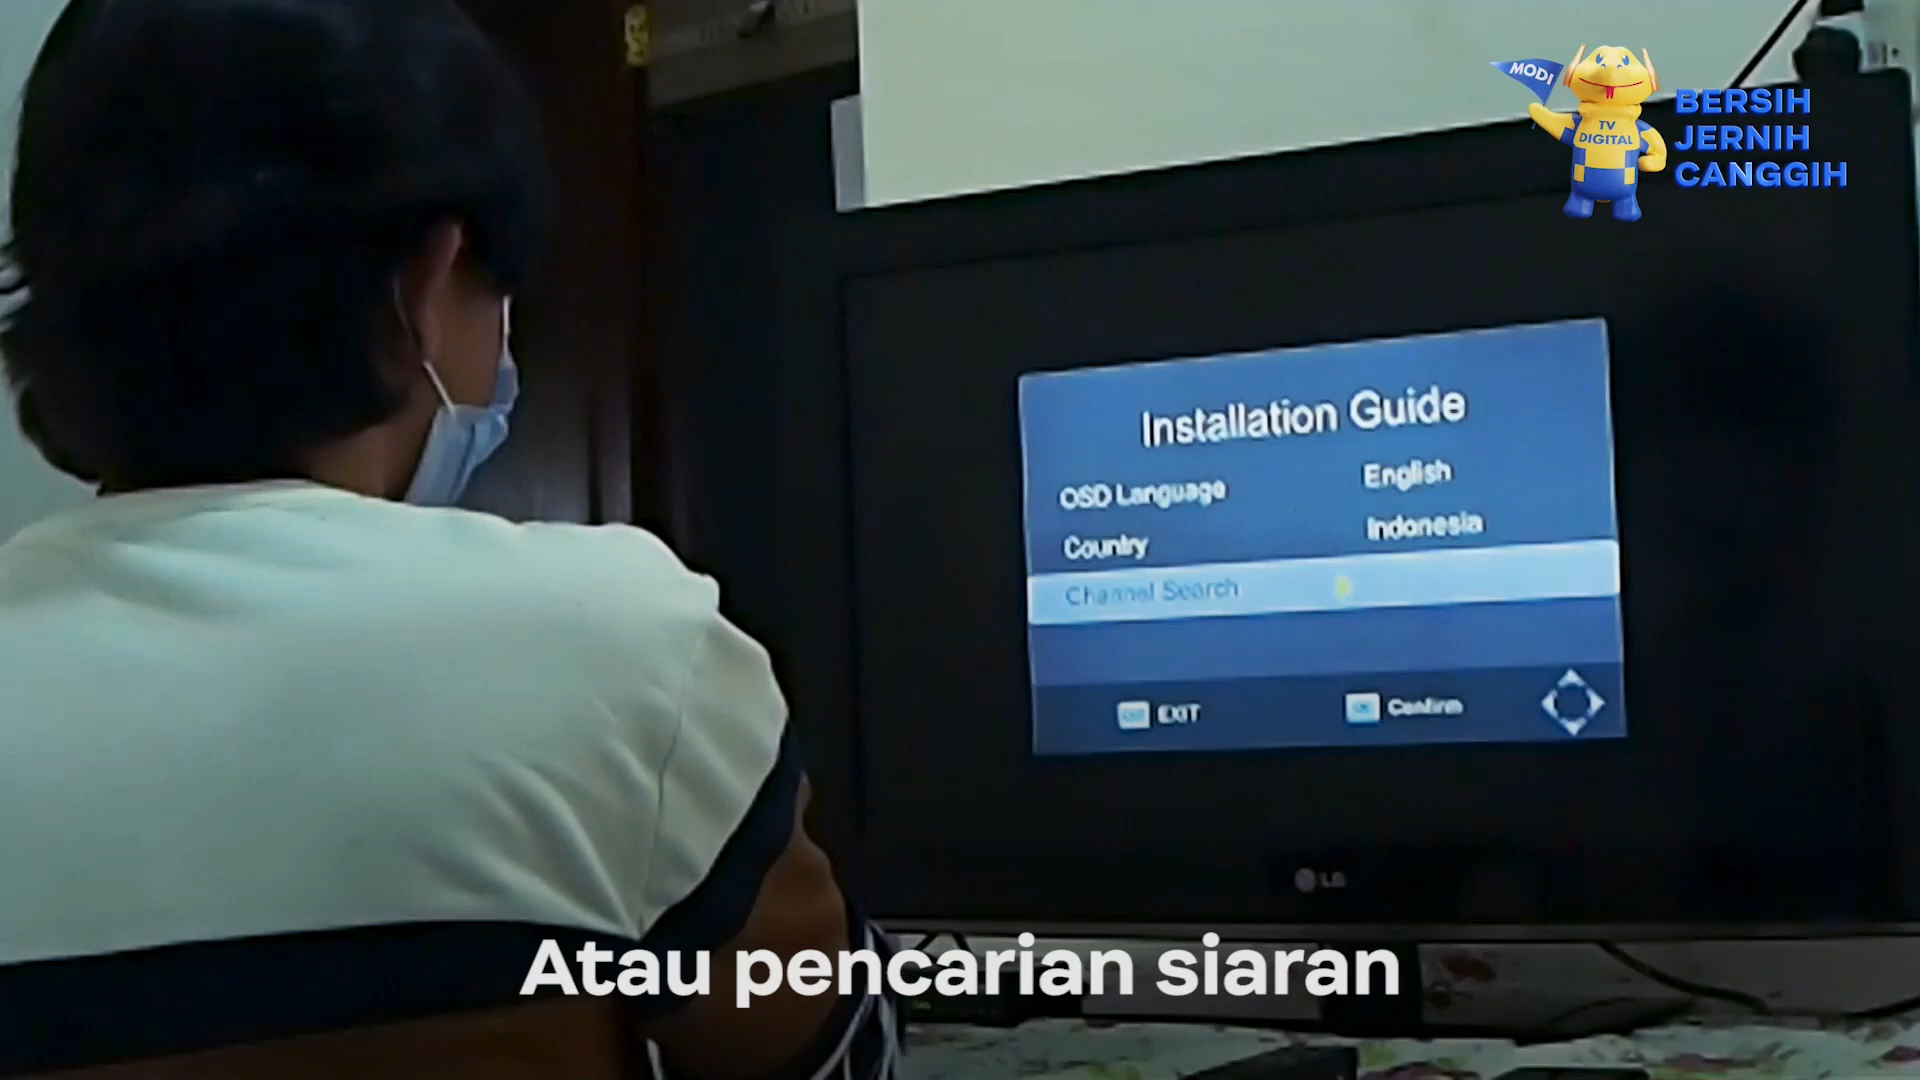 MODI
TV
DIGITAL
BERSIH
JERNIH
CANGGIH
Installation Guide
OSD Language English
Country Indonesia
Channel Search
EXIT Confirm
LG
Atau pencarian siaran